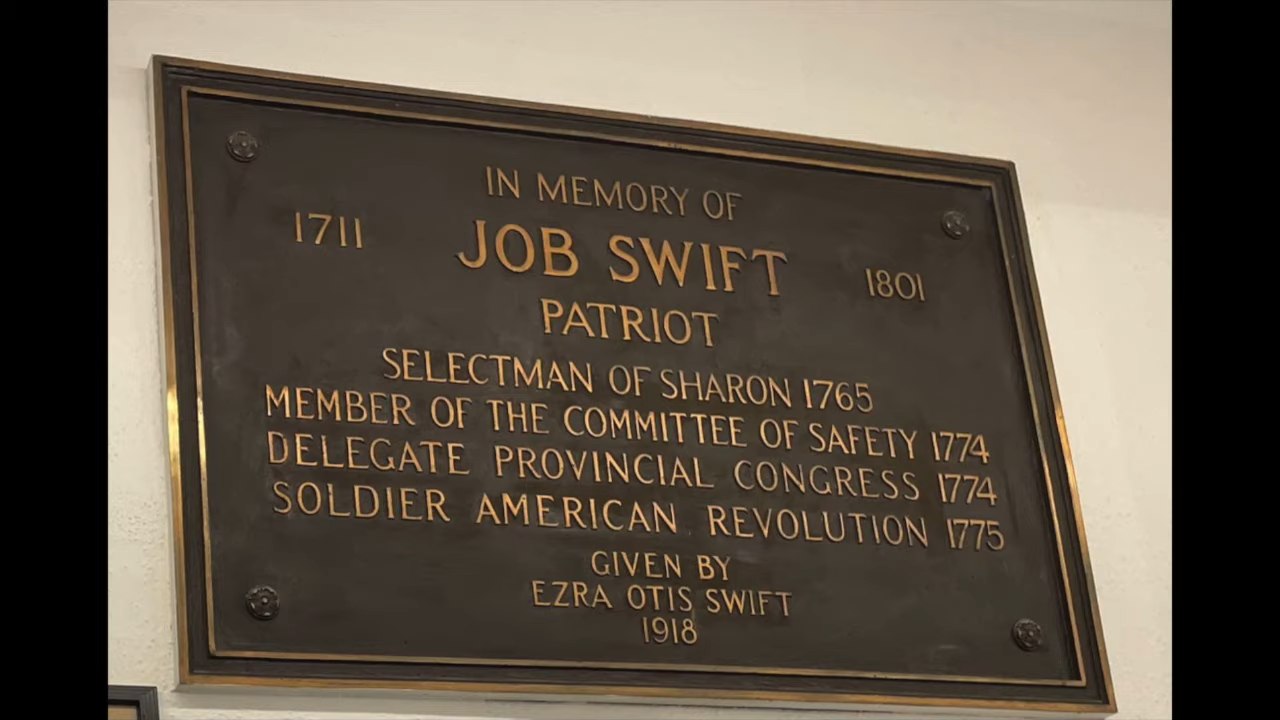 IN MEMORY OF
1711 JOB SWIFT 1801
PATRIOT
SELECTMAN OF SHARON 1765
MEMBER OF THE COMMITTEE OF SAFETY 1774
DELEGATE PROVINCIAL CONGRESS 1774
SOLDIER AMERICAN REVOLUTION 1775
GIVEN BY
EZRA OTIS SWIFT
1918